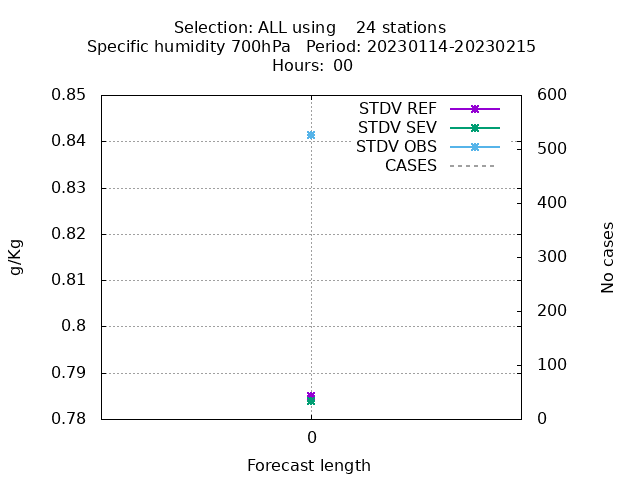 Selection: ALL using    24 stations
Specific humidity 700hPa   Period: 20230114-20230215
Hours:  00
0.85
0.84
0.83
0.82
0.81
0.8
0.79
0.78
g/Kg
STDV REF
STDV SEV
STDV OBS
CASES
600
500
400
300
200
100
0
No cases
0
Forecast length